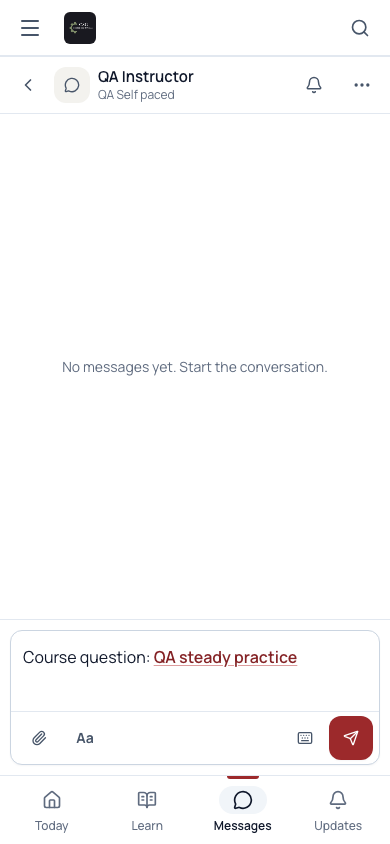 QA Instructor
QA Self paced
No messages yet. Start the conversation.
Course question: QA steady practice
Aa
Today
Learn
Messages
Updates